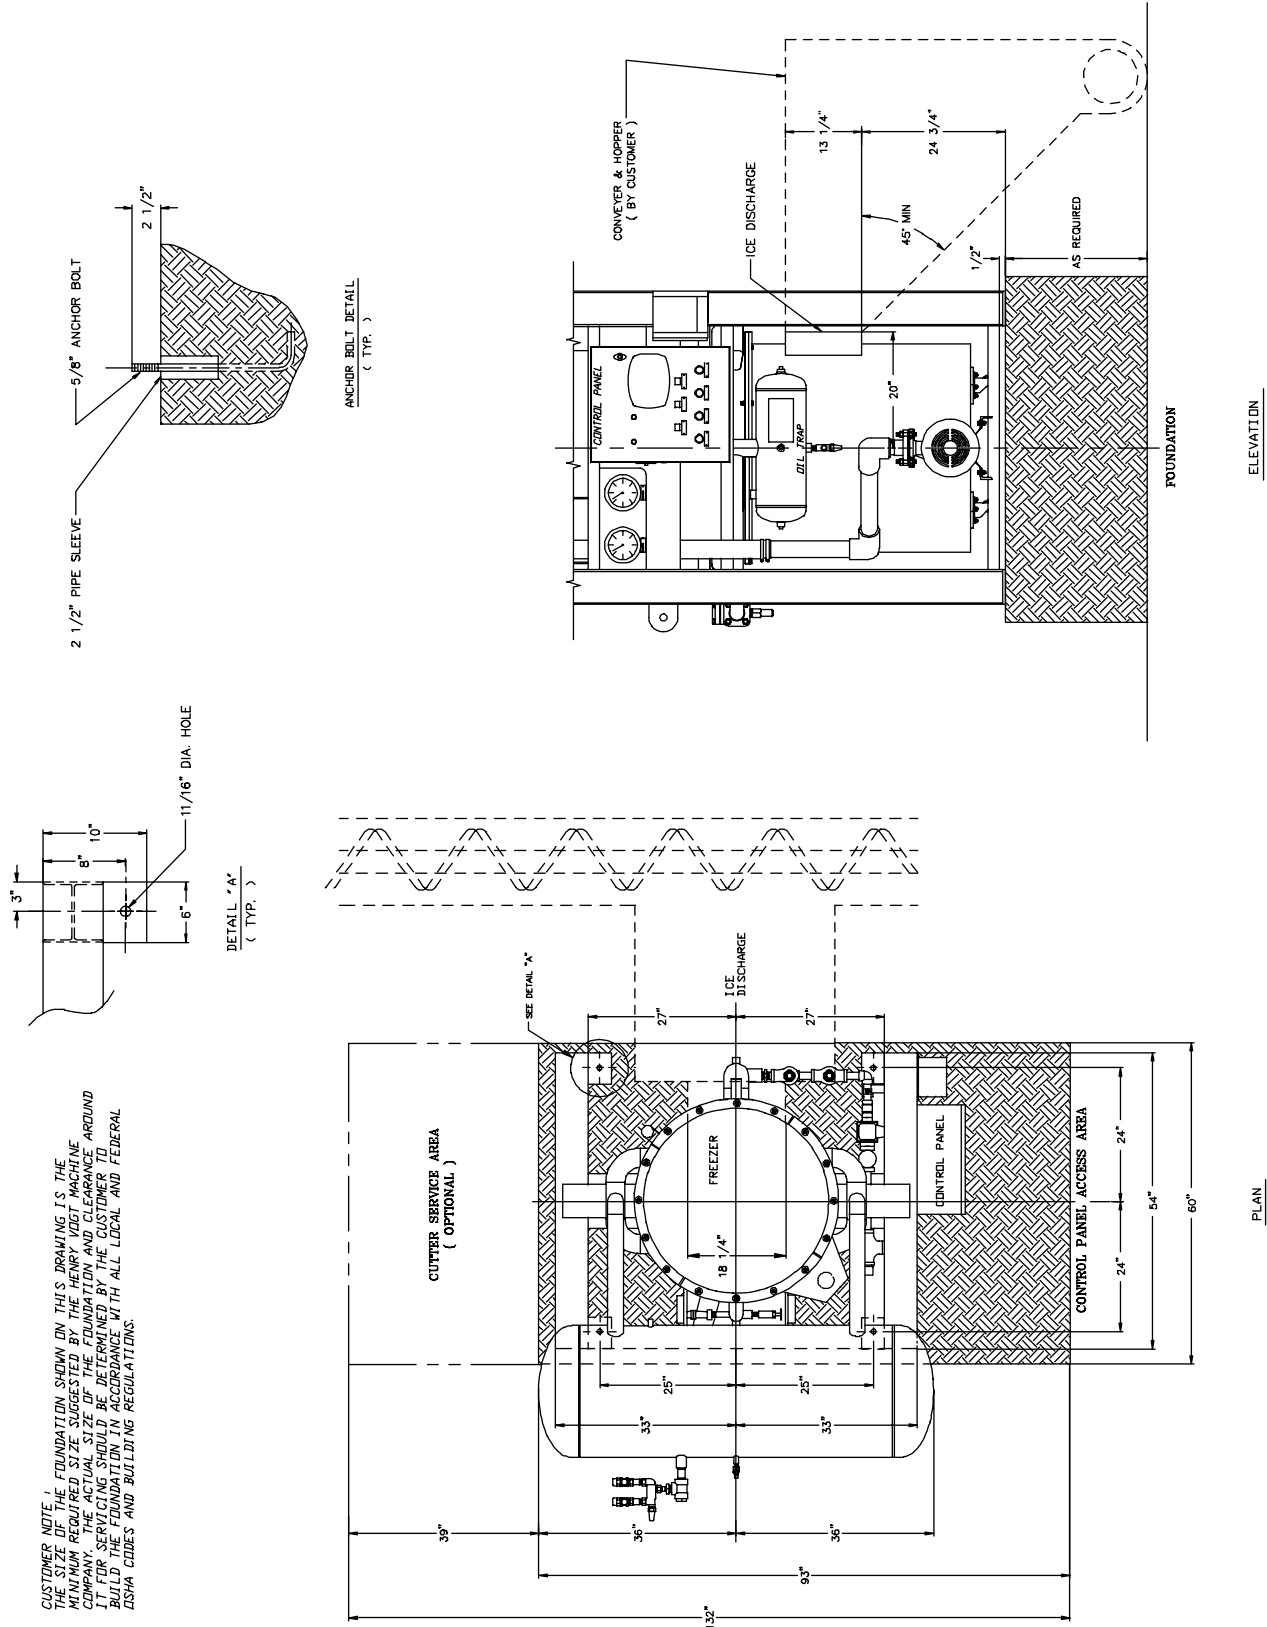 CUSTOMER NOTE :
THE SIZE OF THE FOUNDATION SHOWN ON THIS DRAWING IS THE
MINIMUM REQUIRED SIZE SUGGESTED BY THE HENRY VOGT MACHINE
COMPANY. THE ACTUAL SIZE OF THE FOUNDATION AND CLEARANCE AROUND
IT FOR SERVICING SHOULD BE DETERMINED BY THE CUSTOMER TO
BUILD THE FOUNDATION IN ACCORDANCE WITH ALL LOCAL AND FEDERAL
OSHA CODES AND BUILDING REGULATIONS.
3"
8"
10"
6"
11/16" DIA. HOLE
DETAIL "A"
( TYP. )
2 1/2" PIPE SLEEVE
5/8" ANCHOR BOLT
2 1/2"
ANCHOR BOLT DETAIL
( TYP. )
SEE DETAIL "A"
CUTTER SERVICE AREA
( OPTIONAL )
27"
27"
ICE
DISCHARGE
FREEZER
18 1/4"
CONTROL PANEL
CONTROL PANEL ACCESS AREA
24"
24"
54"
60"
25"
25"
33"
33"
39"
36"
36"
93"
132"
PLAN
CONVEYER & HOPPER
( BY CUSTOMER )
ICE DISCHARGE
13 1/4"
24 3/4"
45° MIN
1/2"
AS REQUIRED
CONTROL PANEL
OIL TRAP
20"
FOUNDATION
ELEVATION